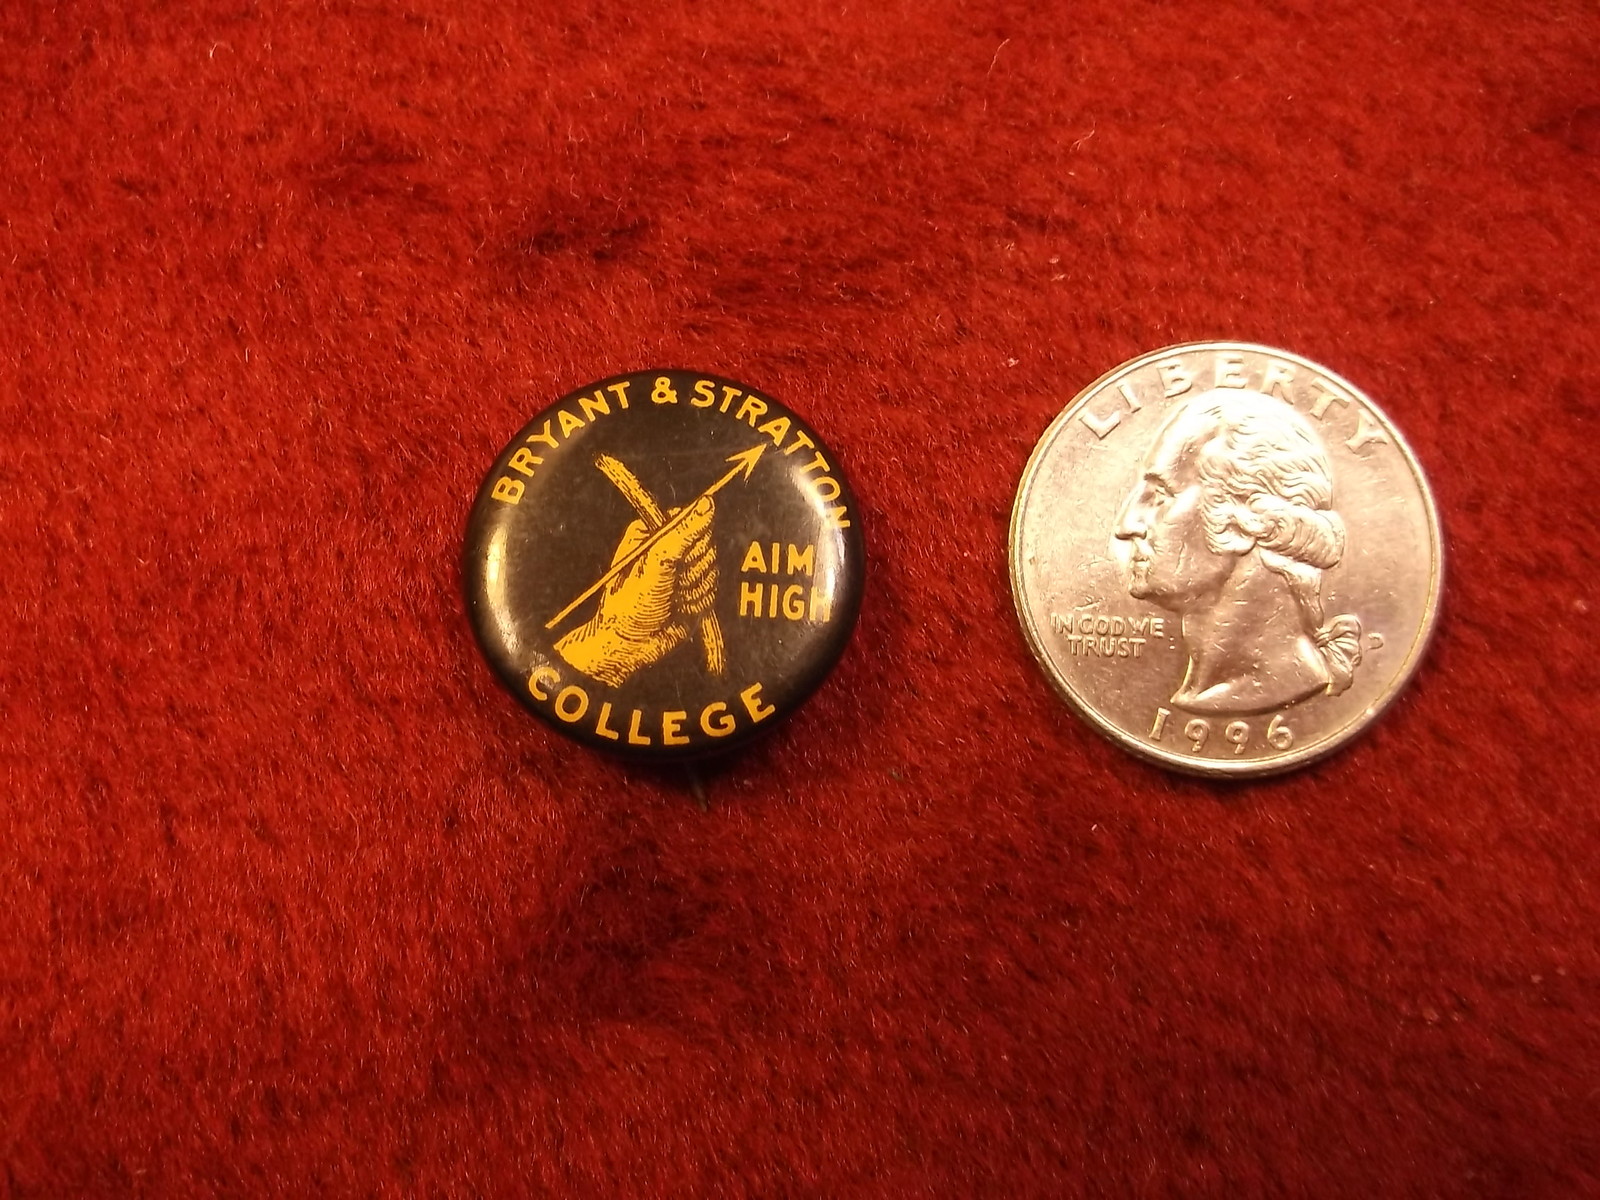 BRYANT & STRATTON
AIM
HIGH
COLLEGE
LIBERTY
IN GOD WE
TRUST
D
1996